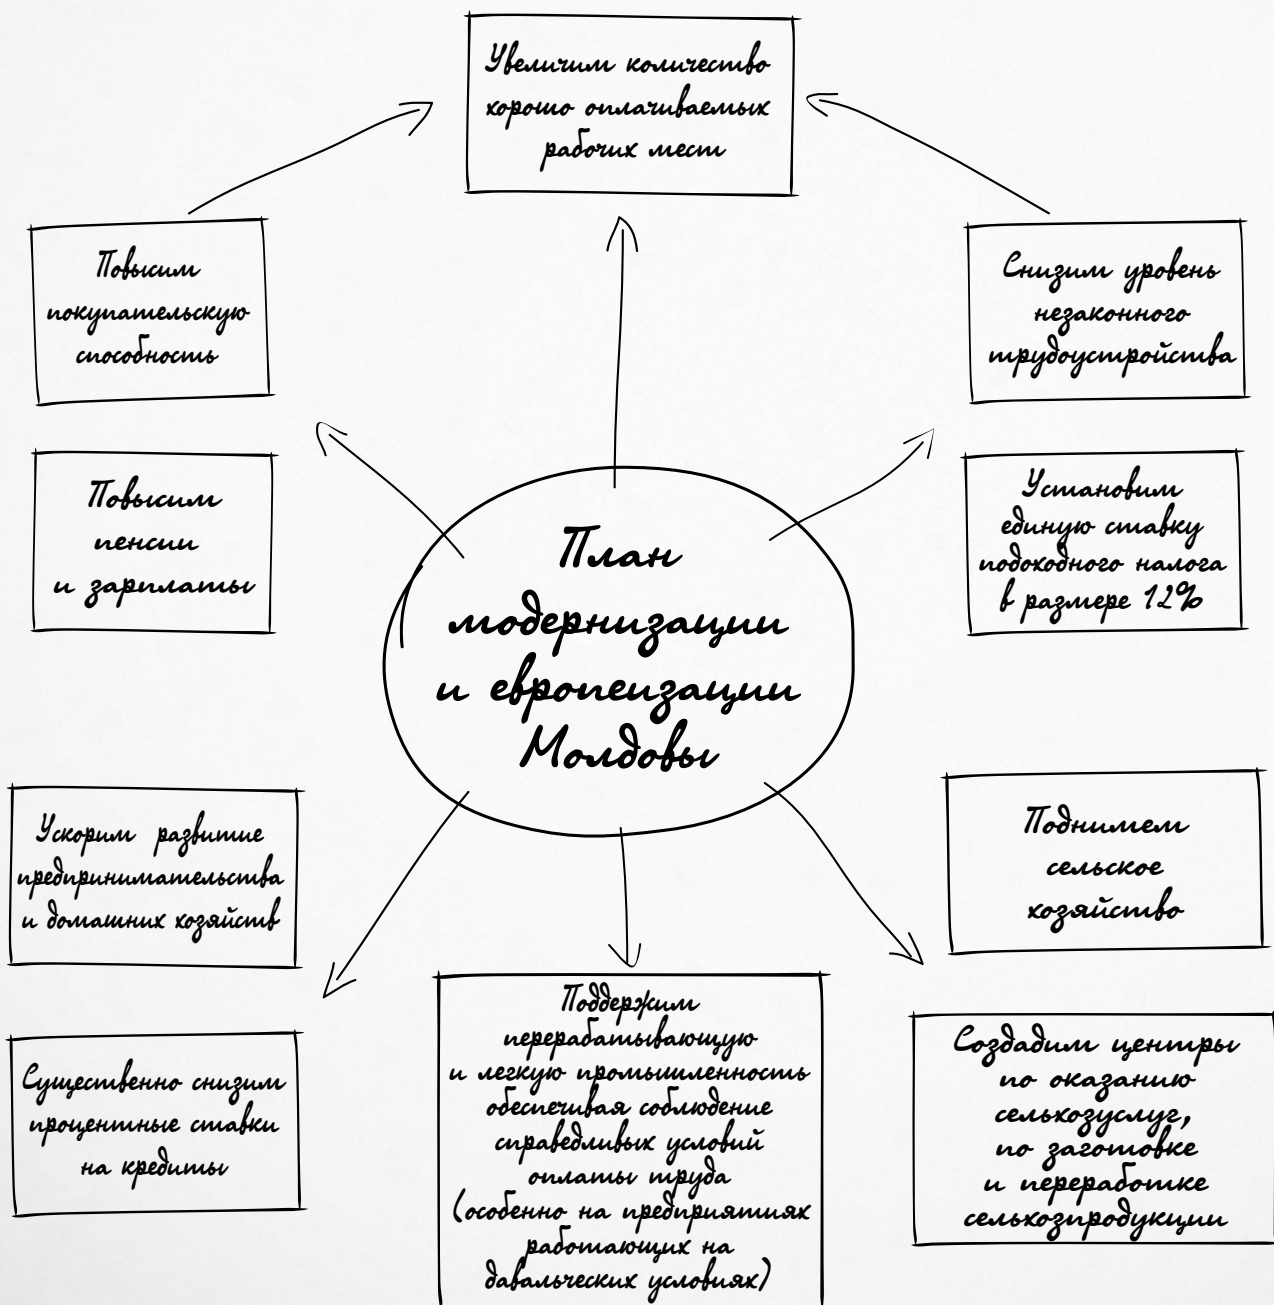 Увеличим количество
хорошо оплачиваемых
рабочих мест
Повысим
покупательскую
способность
Снизим уровень
незаконного
трудоустройства
Повысим
пенсии
и зарплаты
Установим
единую ставку
подоходного налога
в размере 12%
План
модернизации
и европеизации
Молдовы
Ускорим развитие
предпринимательства
и домашних хозяйств
Поднимем
сельское
хозяйство
Существенно снизим
процентные ставки
на кредиты
Поддержим
перерабатывающую
и легкую промышленность
обеспечивая соблюдение
справедливых условий
оплаты труда
(особенно на предприятиях
работающих на
давальческих условиях)
Создадим центры
по оказанию
сельхозуслуг,
по заготовке
и переработке
сельхозпродукции